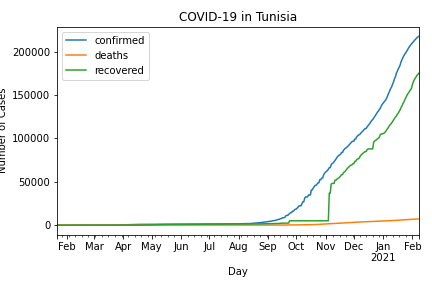 COVID-19 in Tunisia
confirmed
deaths
recovered
200000
150000
100000
50000
0
Number of Cases
Feb Mar Apr May Jun Jul Aug Sep Oct Nov Dec Jan Feb
2021
Day